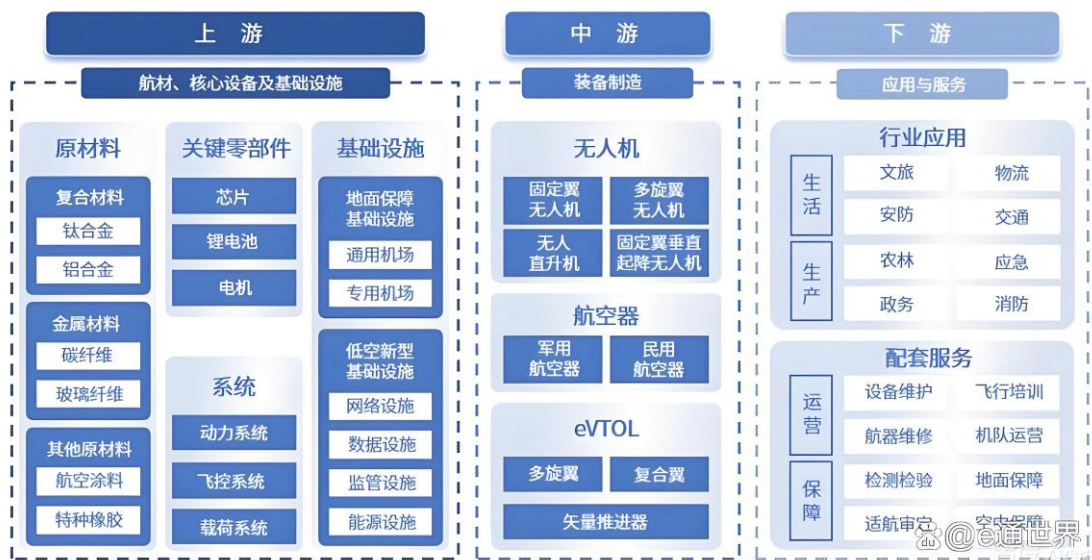 上 游
中 游
下 游
航材、核心设备及基础设施
装备制造
应用与服务
原材料
复合材料
钛合金
铝合金
金属材料
碳纤维
玻璃纤维
其他原材料
航空涂料
特种橡胶
关键零部件
芯片
锂电池
电机
系统
动力系统
飞控系统
载荷系统
基础设施
地面保障
基础设施
通用机场
专用机场
低空新型
基础设施
网络设施
数据设施
监管设施
能源设施
无人机
固定翼
无人机
多旋翼
无人机
无人
直升机
固定翼垂直
起降无人机
航空器
军用
航空器
民用
航空器
eVTOL
多旋翼
复合翼
矢量推进器
行业应用
生活
文旅
物流
安防
交通
生产
农林
应急
政务
消防
配套服务
运营
设备维护
飞行培训
航器维修
机队运营
保障
检测检验
地面保障
适航审定
空中保障
@e通世界